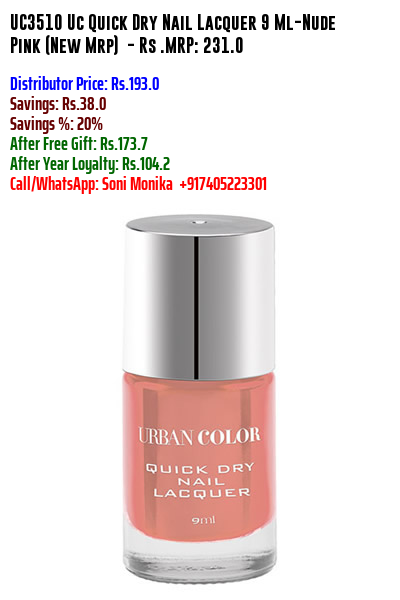 UC3510 Uc Quick Dry Nail Lacquer 9 Ml-Nude
Pink (New Mrp) - Rs .MRP: 231.0
Distributor Price: Rs.193.0
Savings: Rs.38.0
Savings %: 20%
After Free Gift: Rs.173.7
After Year Loyalty: Rs.104.2
Call/WhatsApp: Soni Monika +917405223301
URBAN COLOR
QUICK DRY
NAIL
LACQUER
9ml